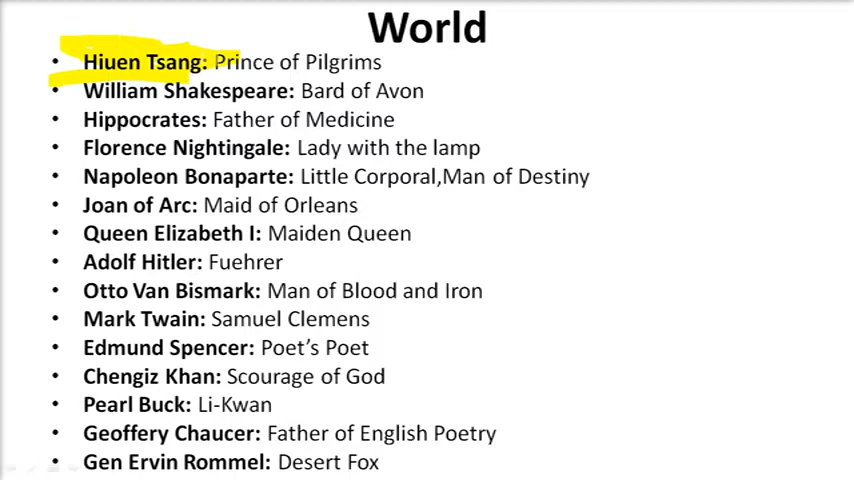 World
• Hiuen Tsang: Prince of Pilgrims
• William Shakespeare: Bard of Avon
• Hippocrates: Father of Medicine
• Florence Nightingale: Lady with the lamp
• Napoleon Bonaparte: Little Corporal,Man of Destiny
• Joan of Arc: Maid of Orleans
• Queen Elizabeth I: Maiden Queen
• Adolf Hitler: Fuehrer
• Otto Van Bismark: Man of Blood and Iron
• Mark Twain: Samuel Clemens
• Edmund Spencer: Poet’s Poet
• Chengiz Khan: Scourage of God
• Pearl Buck: Li-Kwan
• Geoffery Chaucer: Father of English Poetry
• Gen Ervin Rommel: Desert Fox